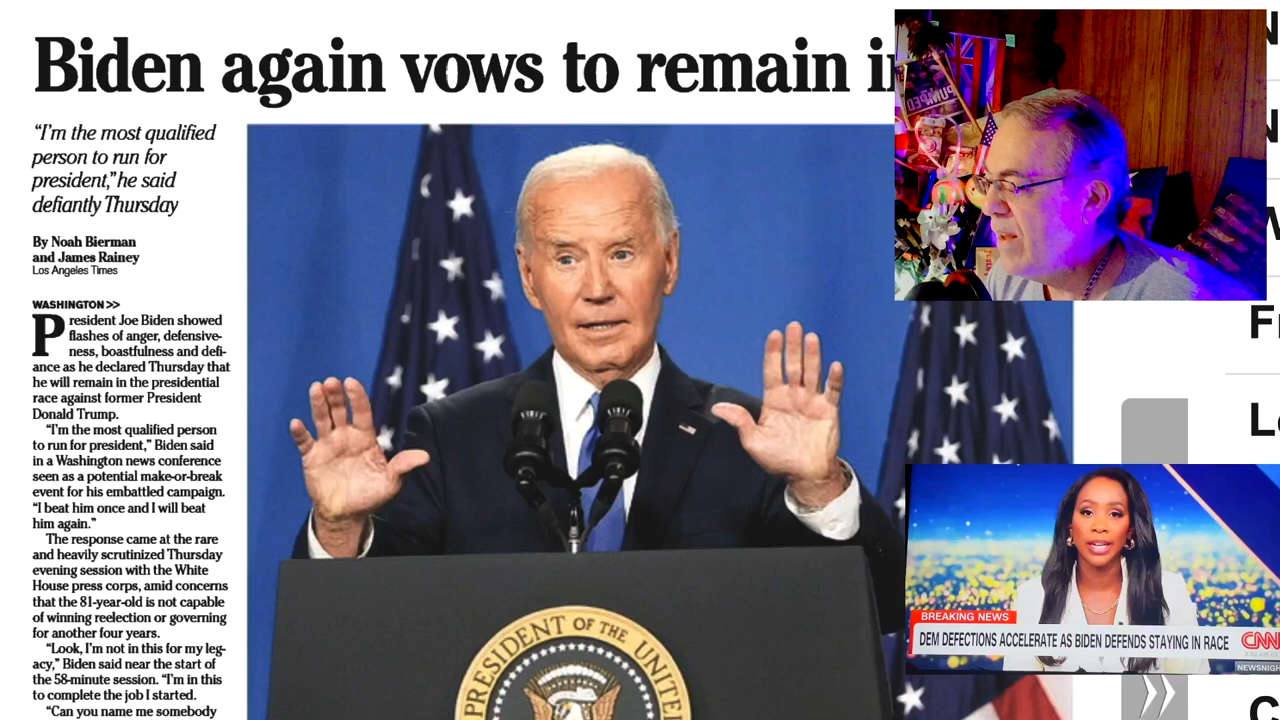 Biden again vows to remain
“I’m the most qualified
person to run for
president,” he said
defiantly Thursday
By Noah Bierman
and James Rainey
Los Angeles Times
WASHINGTON >>
President Joe Biden showed
flashes of anger, defensive-
ness, boastfulness and defi-
ance as he declared Thursday that
he will remain in the presidential
race against former President
Donald Trump.
“I’m the most qualified person
to run for president,” Biden said
in a Washington news conference
seen as a potential make-or-break
event for his embattled campaign.
“I beat him once and I will beat
him again.”
The response came at the rare
and heavily scrutinized Thursday
evening session with the White
House press corps, amid concerns
that the 81-year-old is not capable
of winning reelection or governing
for another four years.
“Look, I’m not in this for my leg-
acy,” Biden said near the start of
the 58-minute session. “I’m in this
to complete the job I started.
“Can you name me somebody
PRESIDENT OF THE UNITED
BREAKING NEWS
DEM DEFECTIONS ACCELERATE AS BIDEN DEFENDS STAYING IN RACE
CNN
NEWSNIGH